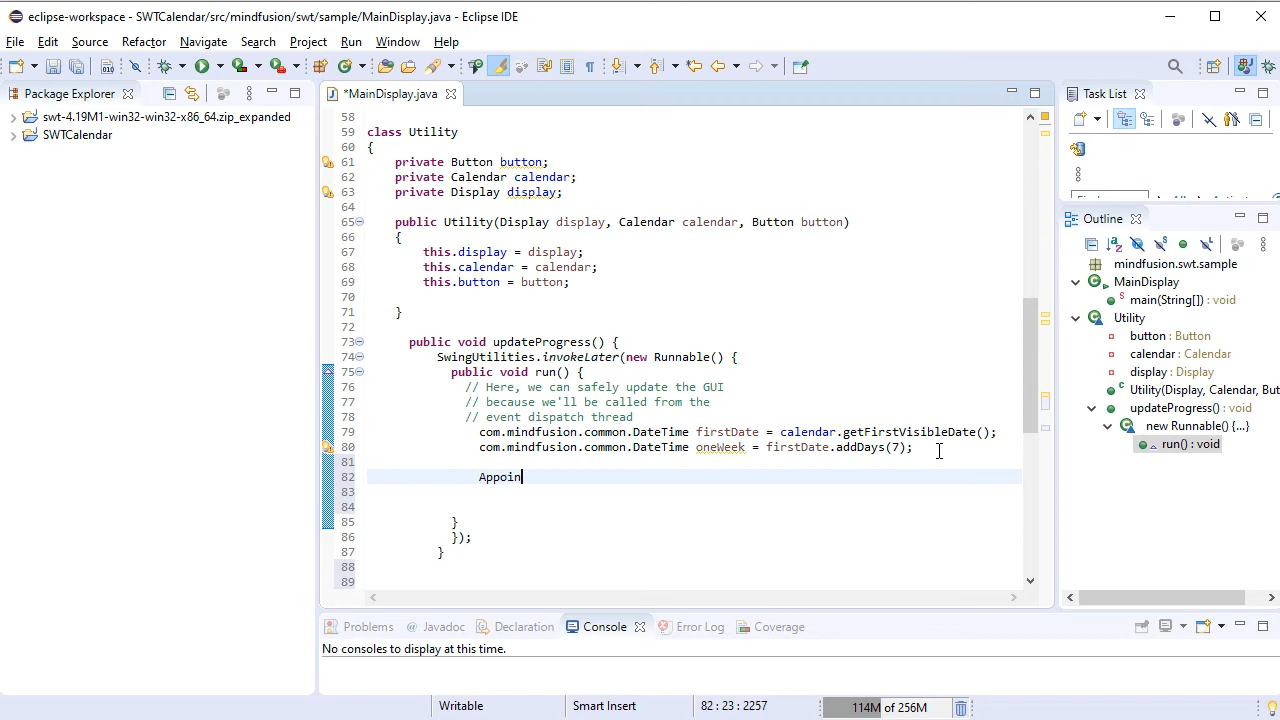 eclipse-workspace - SWTCalendar/src/mindfusion/swt/sample/MainDisplay.java - Eclipse IDE
File Edit Source Refactor Navigate Search Project Run Window Help
Package Explorer
swt-4.19M1-win32-win32-x86_64.zip_expanded
SWTCalendar
*MainDisplay.java
58
59 class Utility
60 {
61 private Button button;
62 private Calendar calendar;
63 private Display display;
64
65 public Utility(Display display, Calendar calendar, Button button)
66 {
67 this.display = display;
68 this.calendar = calendar;
69 this.button = button;
70
71 }
72
73 public void updateProgress() {
74 SwingUtilities.invokeLater(new Runnable() {
75 public void run() {
76 // Here, we can safely update the GUI
77 // because we'll be called from the
78 // event dispatch thread
79 com.mindfusion.common.DateTime firstDate = calendar.getFirstVisibleDate();
80 com.mindfusion.common.DateTime oneWeek = firstDate.addDays(7);
81
82 Appoin
83
84
85 }
86 });
87 }
88
89
Task List
Outline
mindfusion.swt.sample
MainDisplay
main(String[]) : void
Utility
button : Button
calendar : Calendar
display : Display
Utility(Display, Calendar, Button)
updateProgress() : void
new Runnable() {...}
run() : void
Problems Javadoc Declaration Console Error Log Coverage
No consoles to display at this time.
Writable Smart Insert 82 : 23 : 2257 114M of 256M